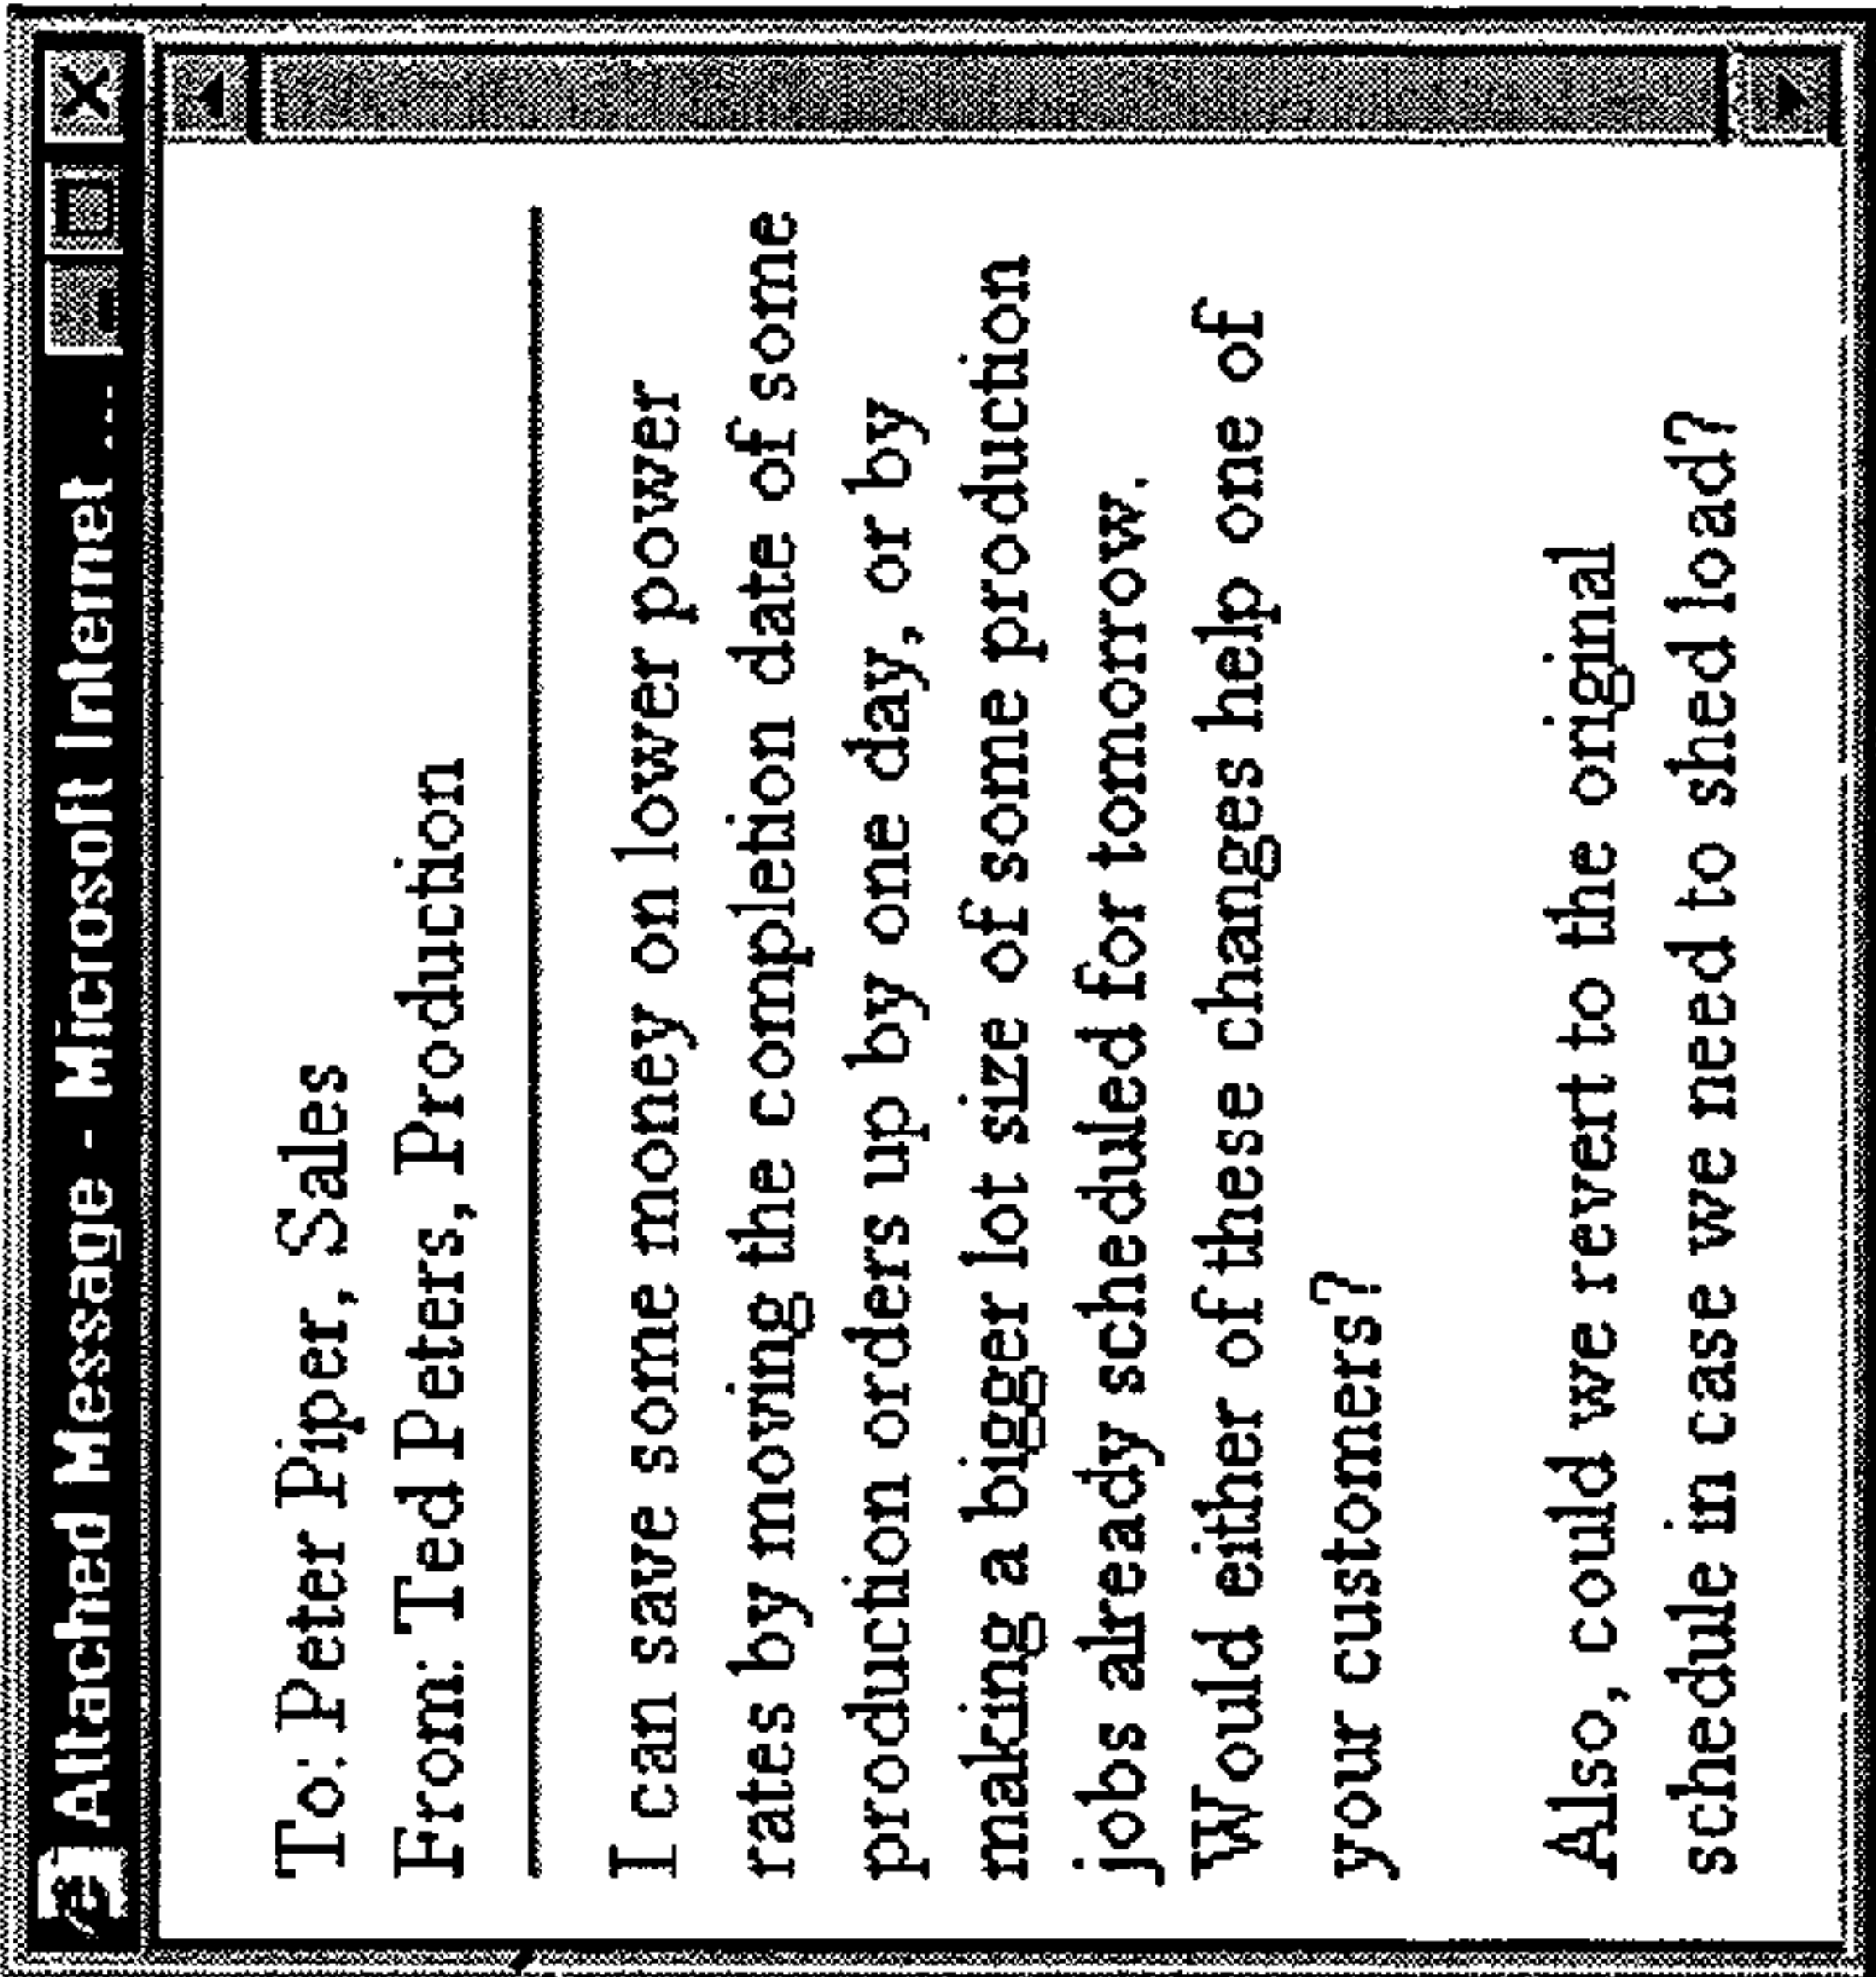 Attached Message - Microsoft Internet ...
To: Peter Piper, Sales
From: Ted Peters, Production
I can save some money on lower power
rates by moving the completion date of some
production orders up by one day, or by
making a bigger lot size of some production
jobs already scheduled for tomorrow.
Would either of these changes help one of
your customers?
Also, could we revert to the original
schedule in case we need to shed load?